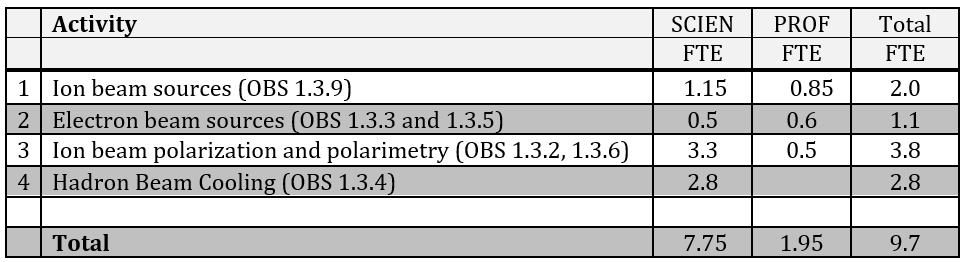 Activity SCIEN PROF Total
FTE FTE FTE
1 Ion beam sources (OBS 1.3.9) 1.15 0.85 2.0
2 Electron beam sources (OBS 1.3.3 and 1.3.5) 0.5 0.6 1.1
3 Ion beam polarization and polarimetry (OBS 1.3.2, 1.3.6) 3.3 0.5 3.8
4 Hadron Beam Cooling (OBS 1.3.4) 2.8 2.8
Total 7.75 1.95 9.7